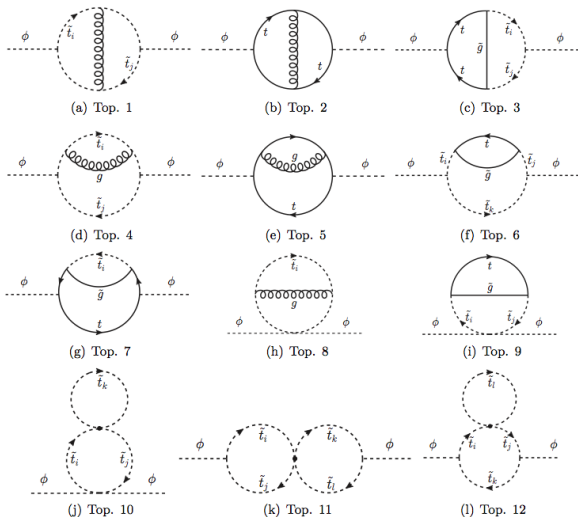 φ t̃ᵢ t̃ⱼ φ
(a) Top. 1
φ t t φ
(b) Top. 2
φ t t g̃ t̃ᵢ t̃ⱼ φ
(c) Top. 3
φ t̃ᵢ g t̃ⱼ φ
(d) Top. 4
φ g t φ
(e) Top. 5
φ t̃ᵢ t g̃ t̃ⱼ t̃ₖ φ
(f) Top. 6
φ t̃ᵢ g̃ t φ
(g) Top. 7
t̃ᵢ g φ φ
(h) Top. 8
t g̃ φ t̃ᵢ t̃ⱼ φ
(i) Top. 9
t̃ₖ t̃ᵢ t̃ⱼ φ φ
(j) Top. 10
φ t̃ᵢ t̃ₖ t̃ⱼ t̃ₗ φ
(k) Top. 11
t̃ₗ φ t̃ᵢ t̃ⱼ t̃ₖ φ
(l) Top. 12